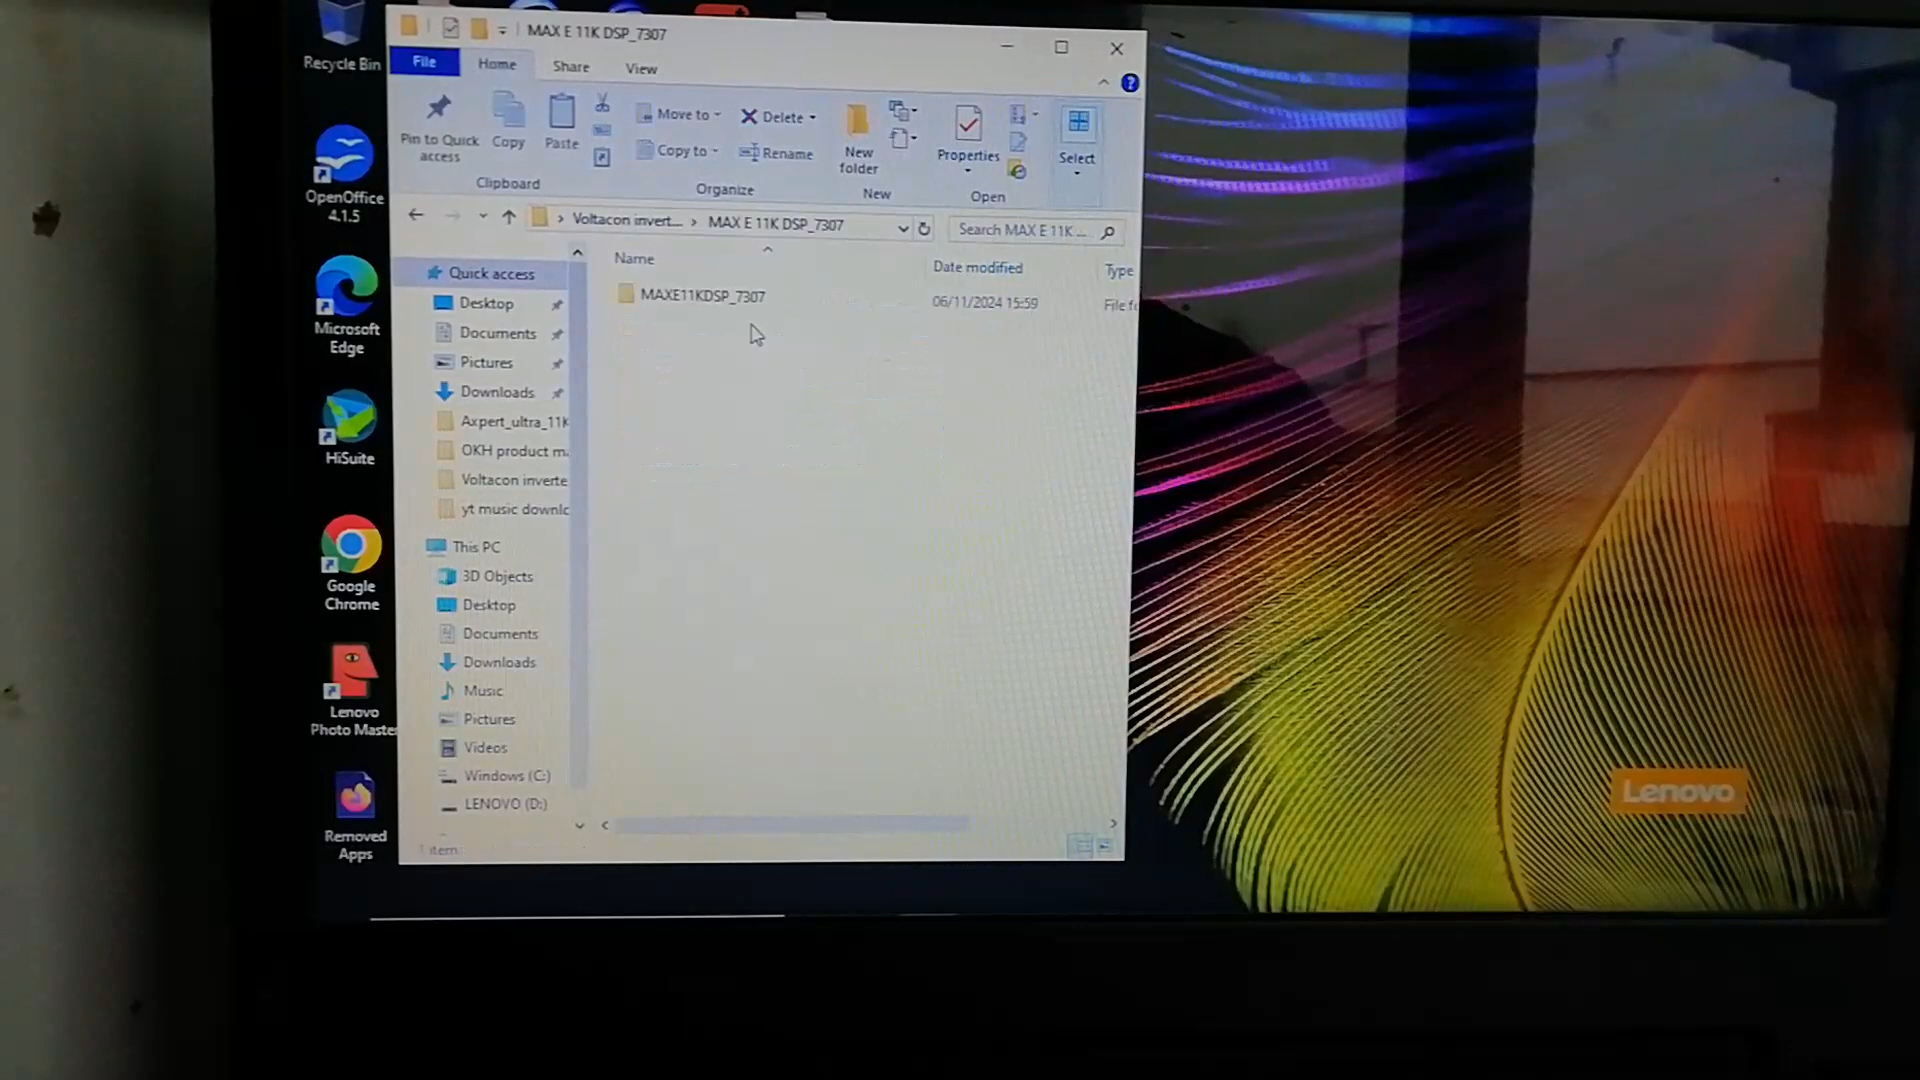 MAX E 11K DSP_7307
File
Home
Share
View
Pin to Quick access
Copy
Paste
Move to
Copy to
Delete
Rename
New folder
Properties
Select
Clipboard
Organize
New
Open
Voltacon invert...
MAX E 11K DSP_7307
Search MAX E 11K ...
Name
Date modified
Type
MAXE11KDSP_7307
06/11/2024 15:59
File f
Quick access
Desktop
Documents
Pictures
Downloads
Axpert_ultra_11K
OKH product m
Voltacon inverte
yt music downlo
This PC
3D Objects
Desktop
Documents
Downloads
Music
Pictures
Videos
Windows (C:)
LENOVO (D:)
1 item
Recycle Bin
OpenOffice
4.1.5
Microsoft
Edge
HiSuite
Google
Chrome
Lenovo
Photo Master
Removed
Apps
Lenovo